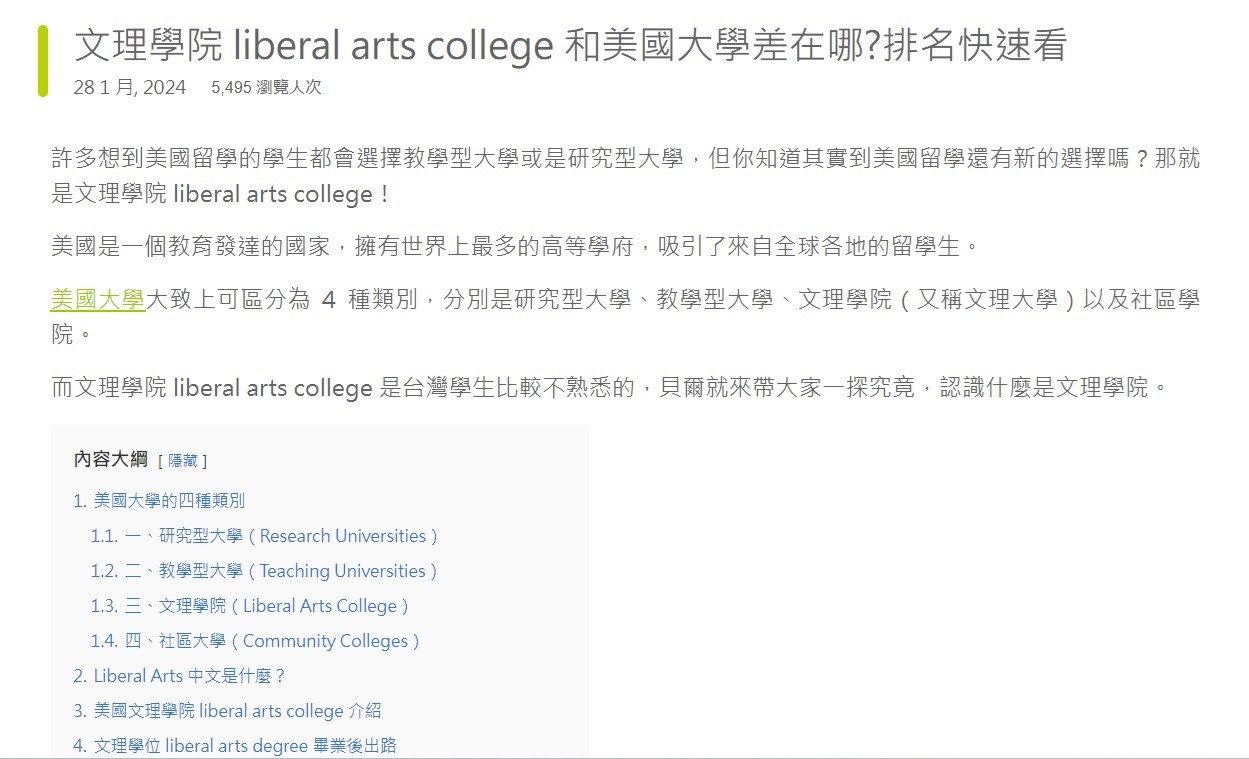 文理學院 liberal arts college 和美國大學差在哪?排名快速看
28 1 月, 2024 5,495 瀏覽人次
許多想到美國留學的學生都會選擇教學型大學或是研究型大學，但你知道其實到美國留學還有新的選擇嗎？那就
是文理學院 liberal arts college！
美國是一個教育發達的國家，擁有世界上最多的高等學府，吸引了來自全球各地的留學生。
美國大學大致上可區分為 4 種類別，分別是研究型大學、教學型大學、文理學院（又稱文理大學）以及社區學
院。
而文理學院 liberal arts college 是台灣學生比較不熟悉的，貝爾就來帶大家一探究竟，認識什麼是文理學院。
內容大綱 [ 隱藏 ]
1. 美國大學的四種類別
1.1. 一、研究型大學（Research Universities）
1.2. 二、教學型大學（Teaching Universities）
1.3. 三、文理學院（Liberal Arts College）
1.4. 四、社區大學（Community Colleges）
2. Liberal Arts 中文是什麼？
3. 美國文理學院 liberal arts college 介紹
4. 文理學位 liberal arts degree 畢業後出路